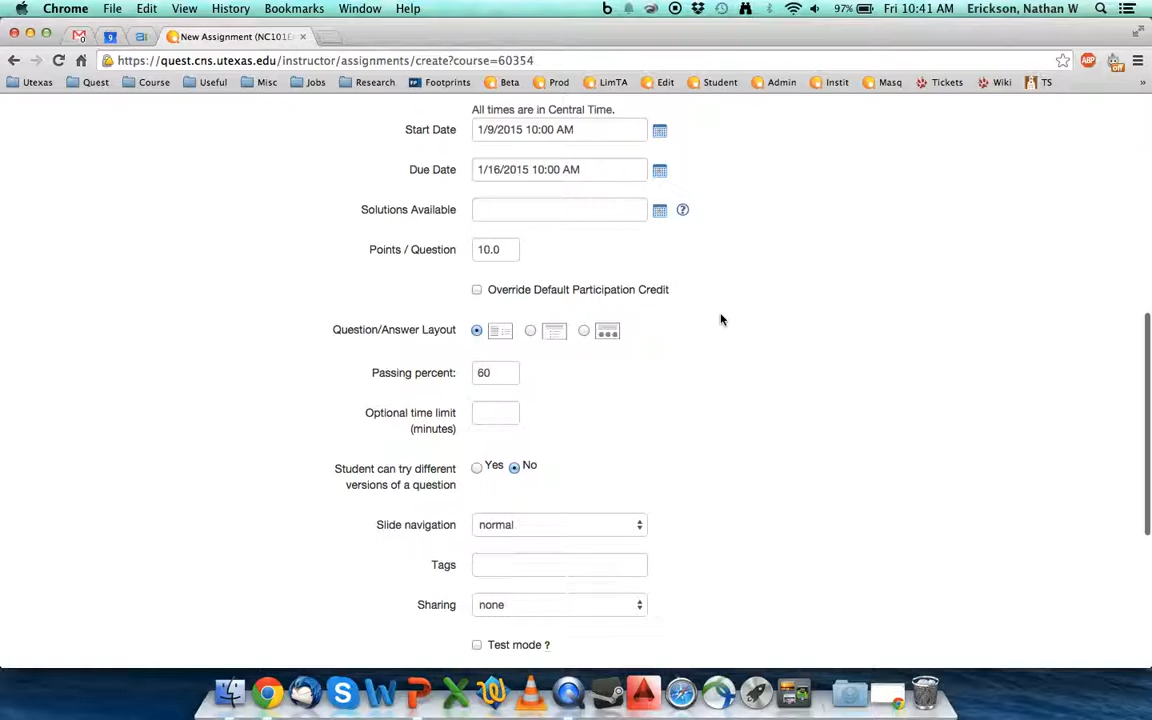 Chrome File Edit View History Bookmarks Window Help 97% Fri 10:41 AM Erickson, Nathan W
New Assignment (NC101E
https://quest.cns.utexas.edu/instructor/assignments/create?course=60354
Utexas Quest Course Useful Misc Jobs Research FP Footprints Beta Prod LimTA Edit Student Admin Instit Masq Tickets Wiki TS »
All times are in Central Time.
Start Date 1/9/2015 10:00 AM
Due Date 1/16/2015 10:00 AM
Solutions Available ?
Points / Question 10.0
Override Default Participation Credit
Question/Answer Layout
Passing percent: 60
Optional time limit
(minutes)
Student can try different Yes No
versions of a question
Slide navigation normal
Tags
Sharing none
Test mode ?